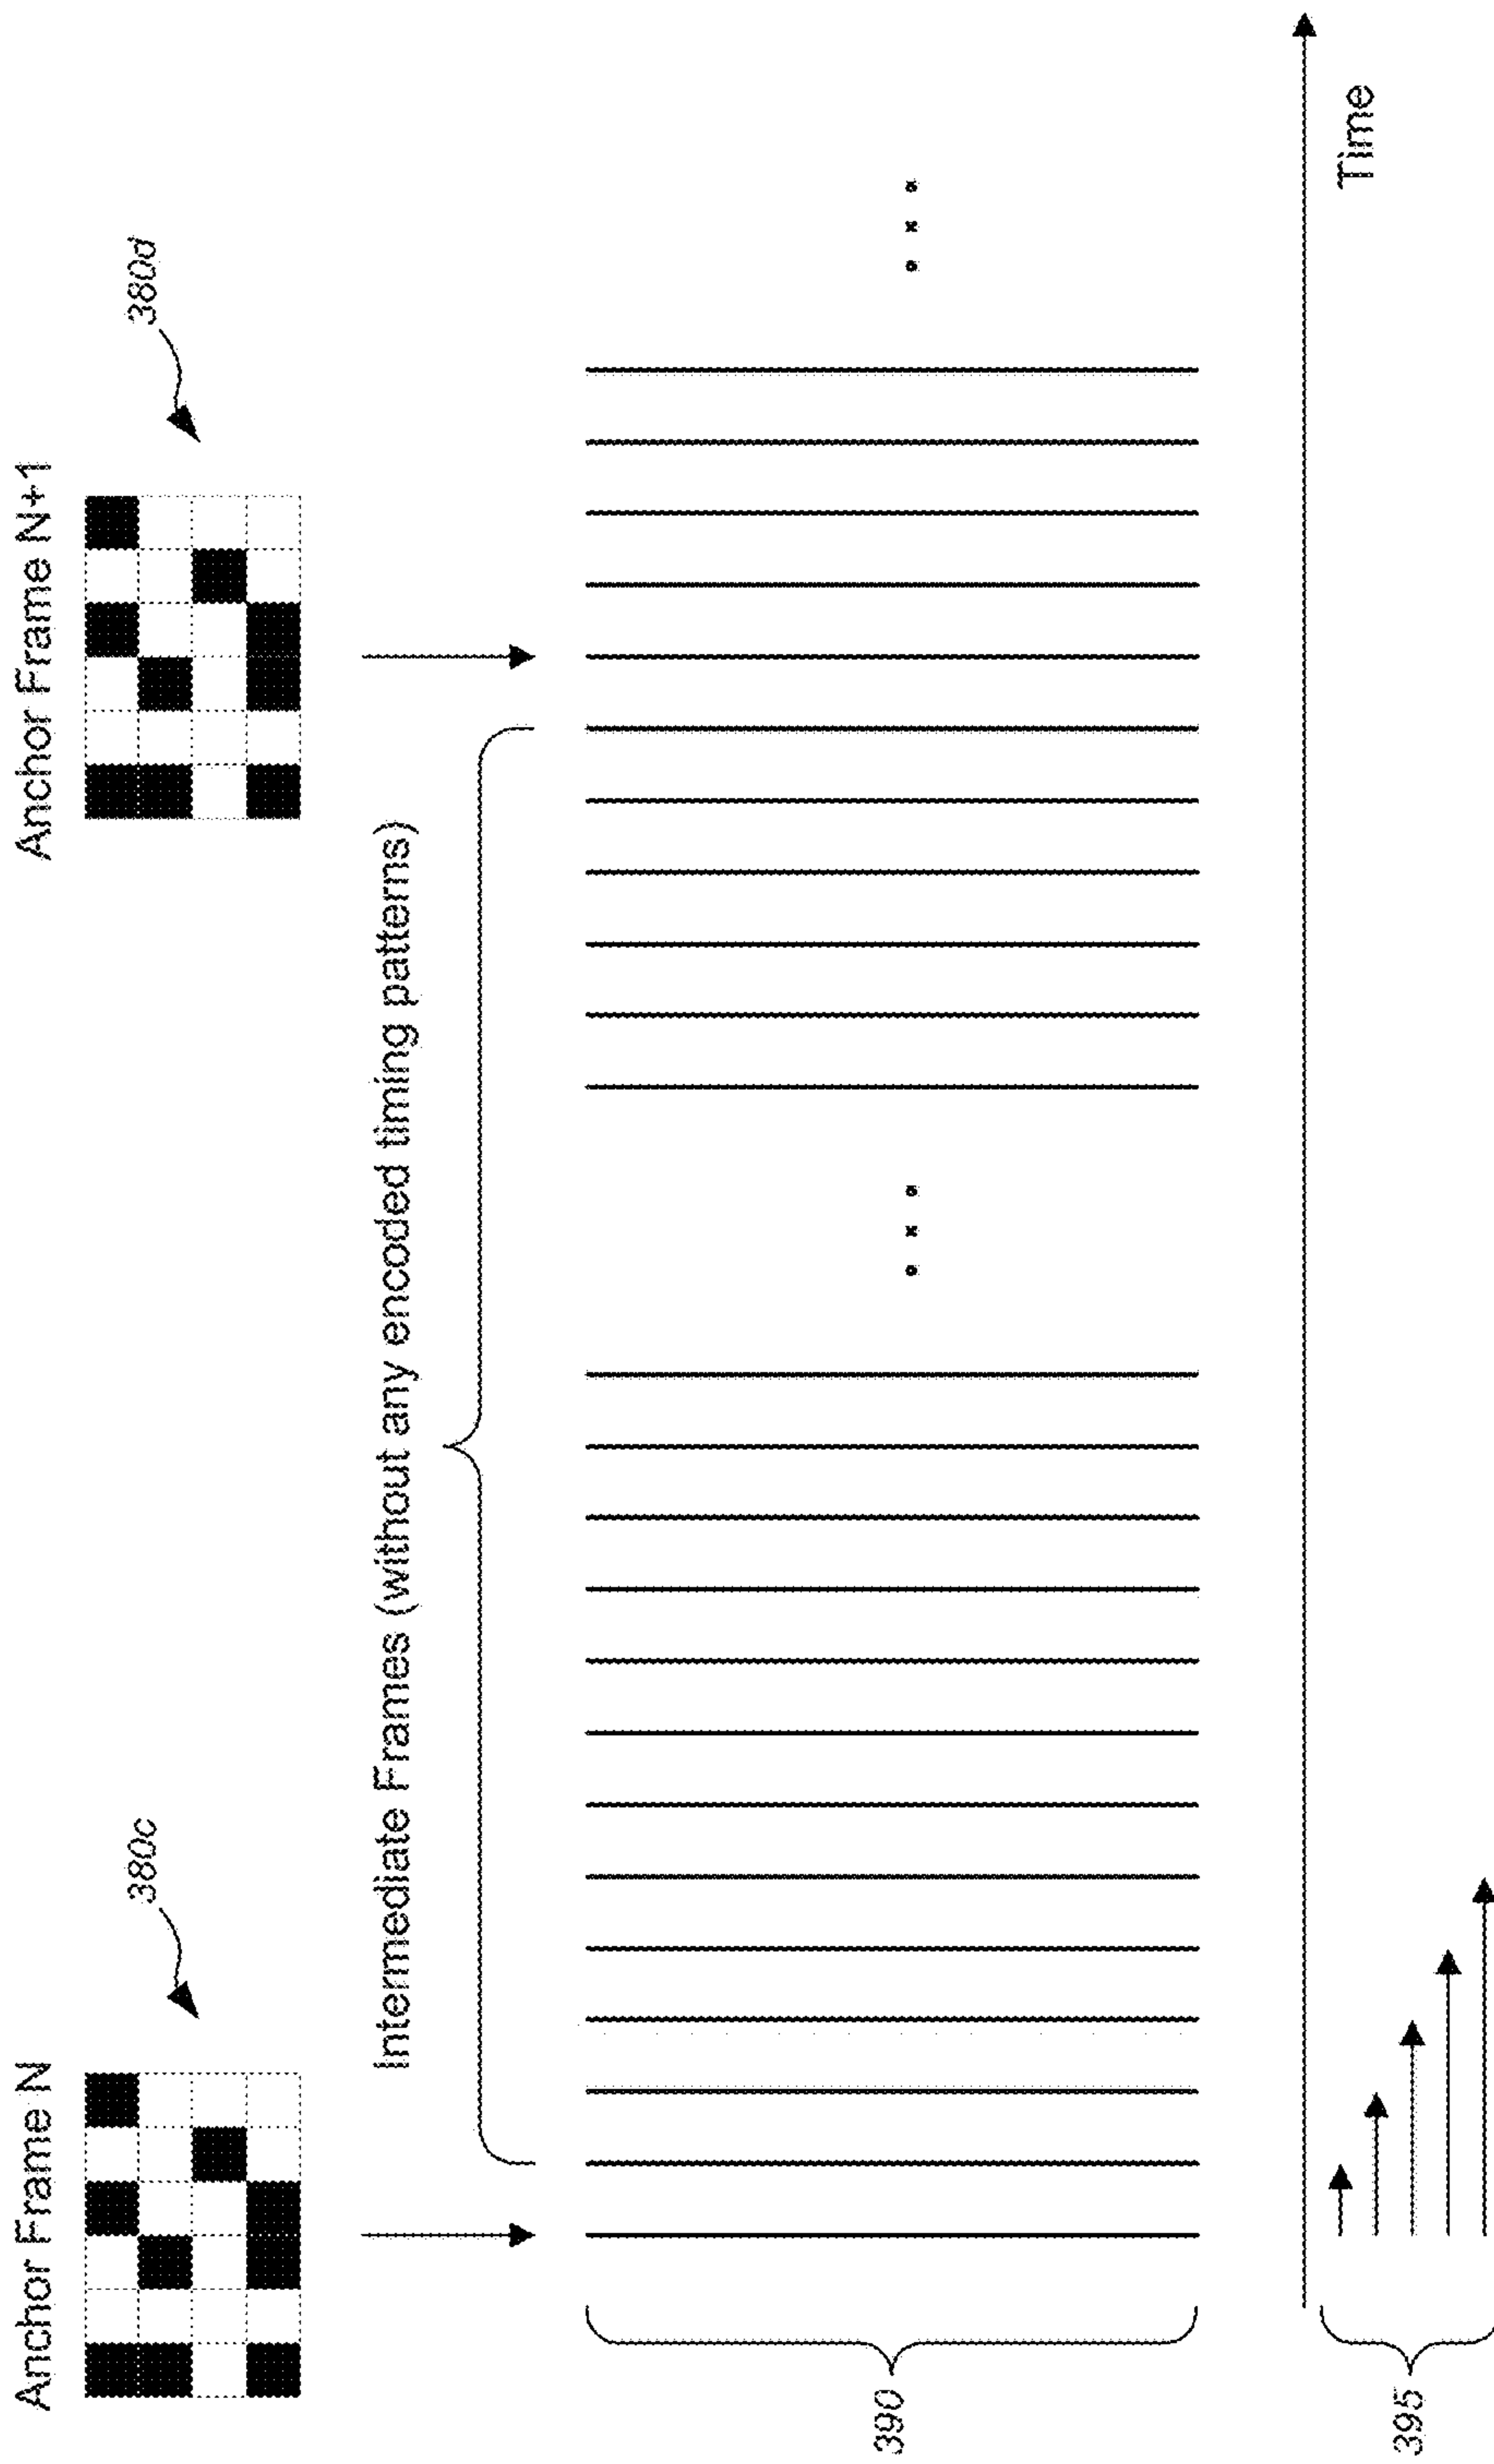 Anchor Frame N
Anchor Frame N+1
380c
380d
Intermediate Frames (without any encoded timing patterns)
390
Time
395